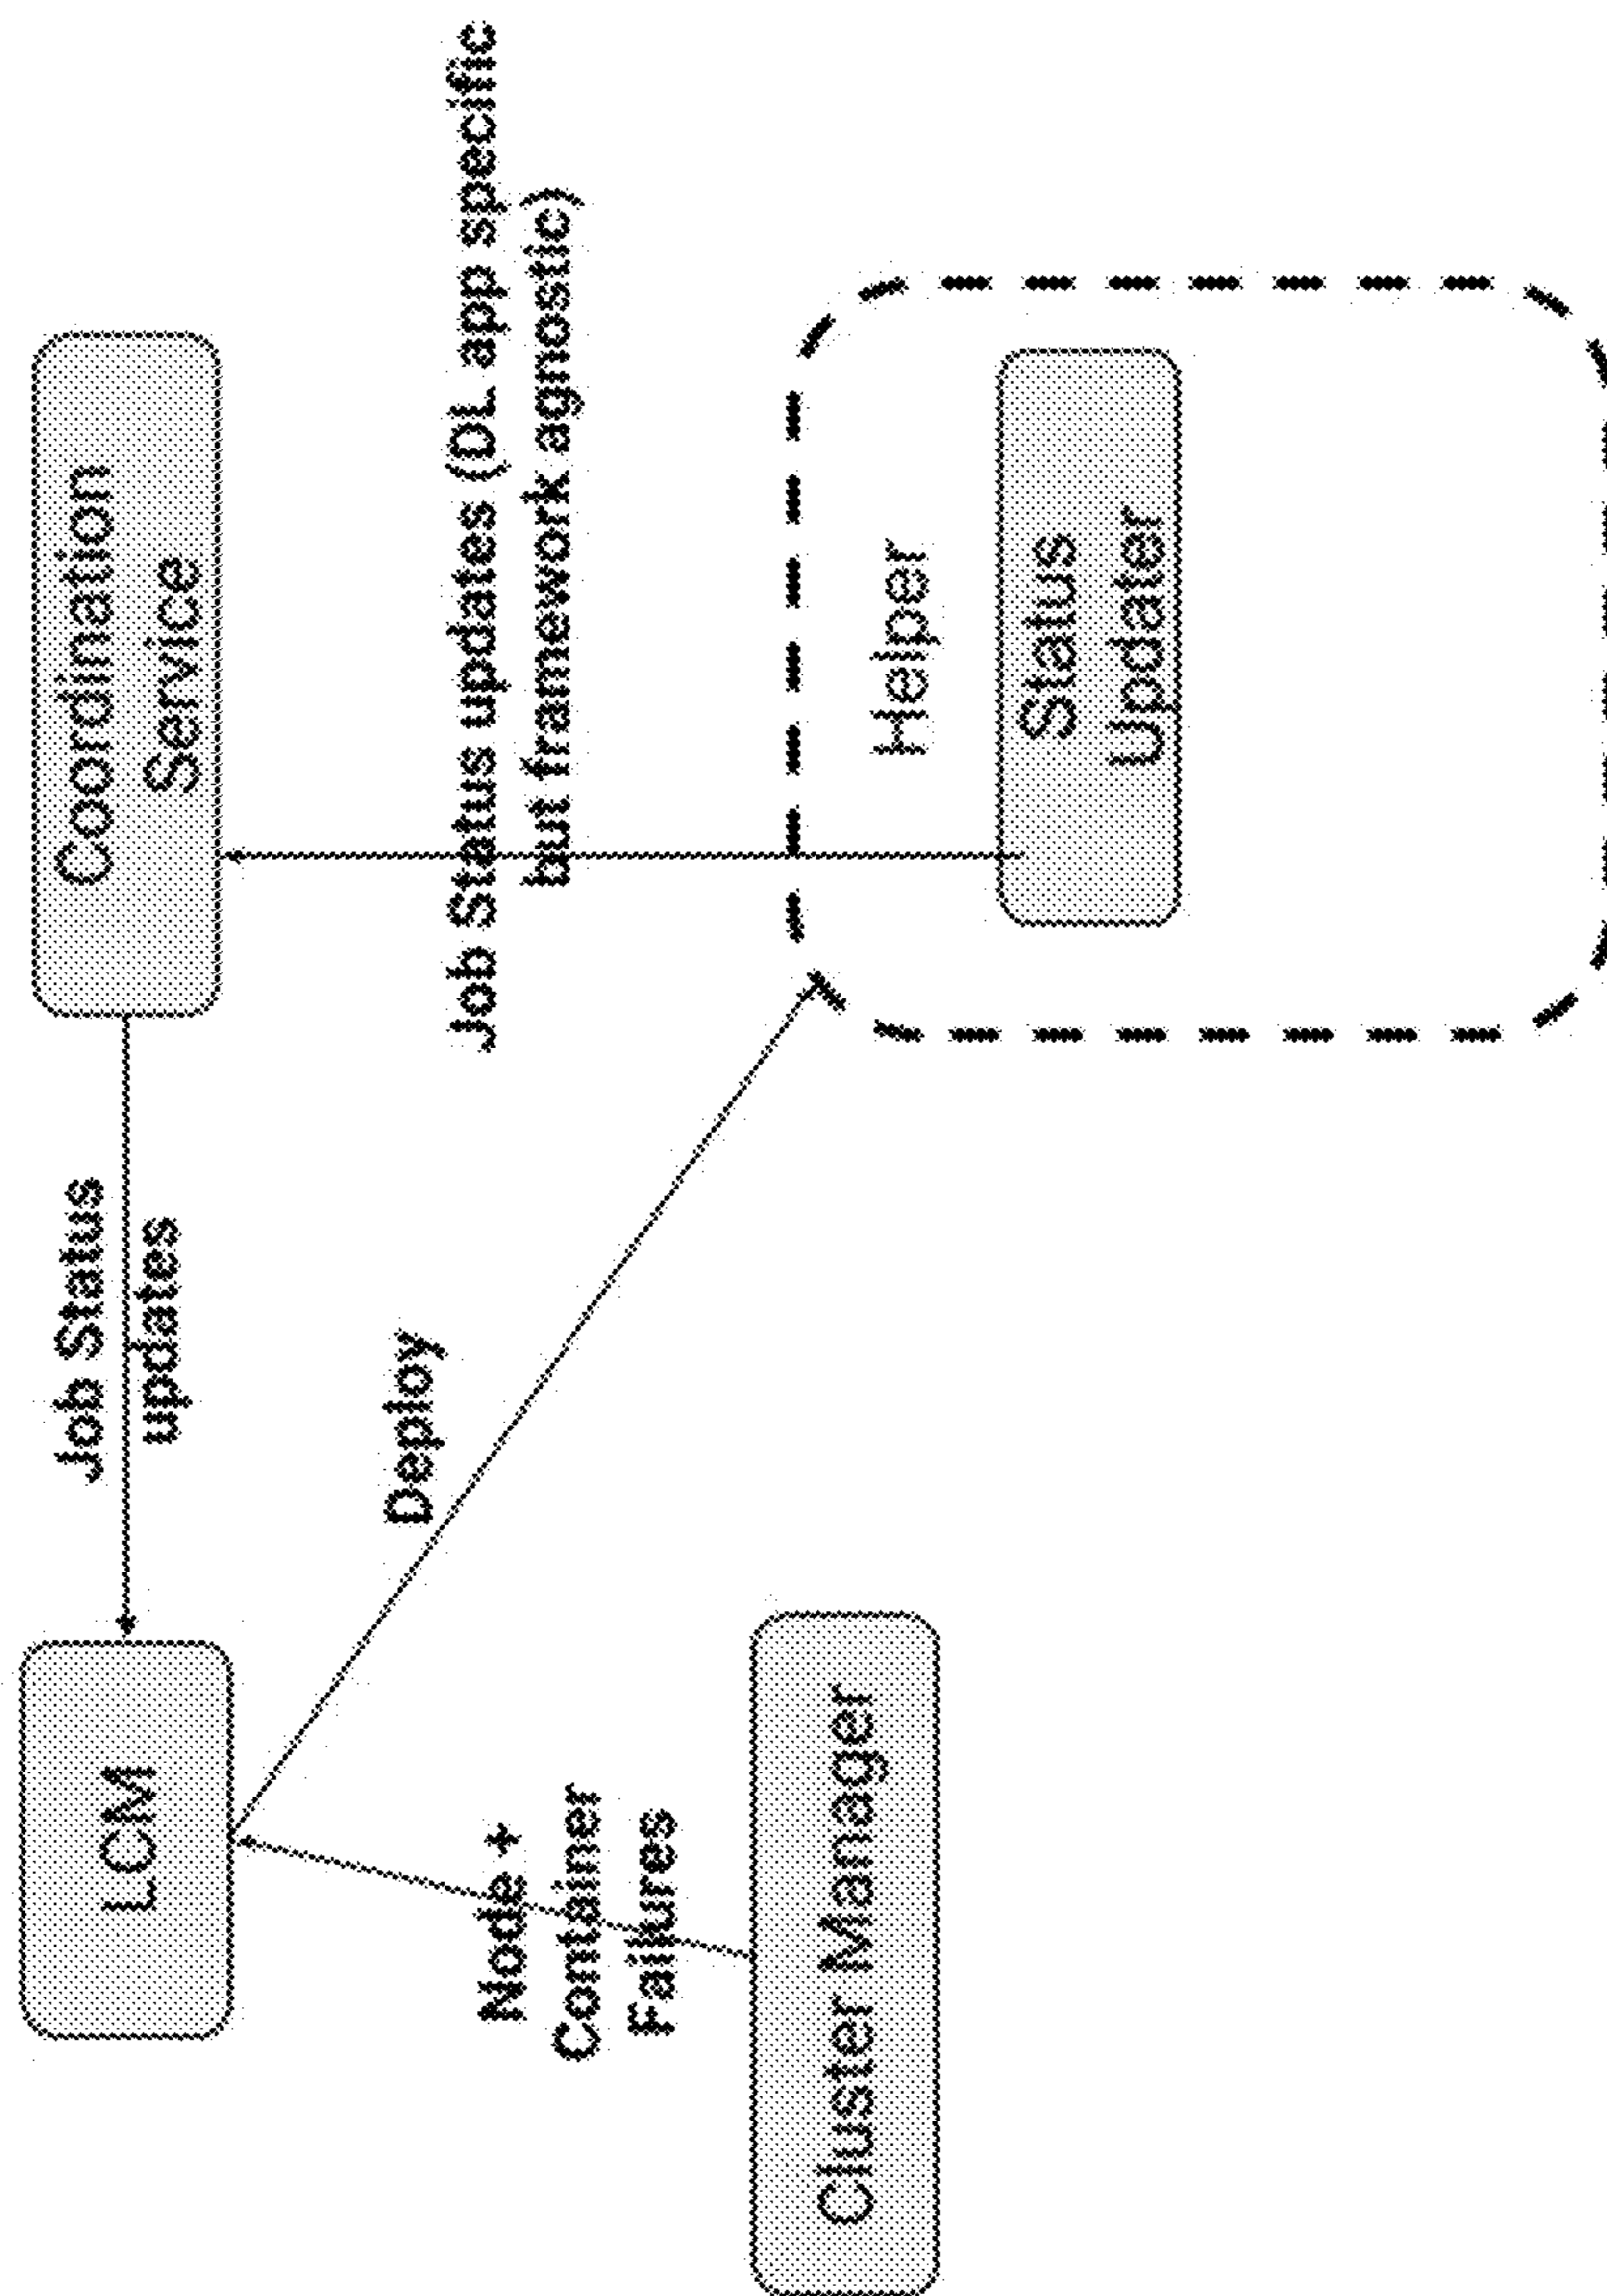 LCM
Job Status
updates
Coordination
Service
Deploy
Job Status updates (DL app specific
but framework agnostic)
Node +
Container
Failures
Cluster Manager
Helper
Status
Updater